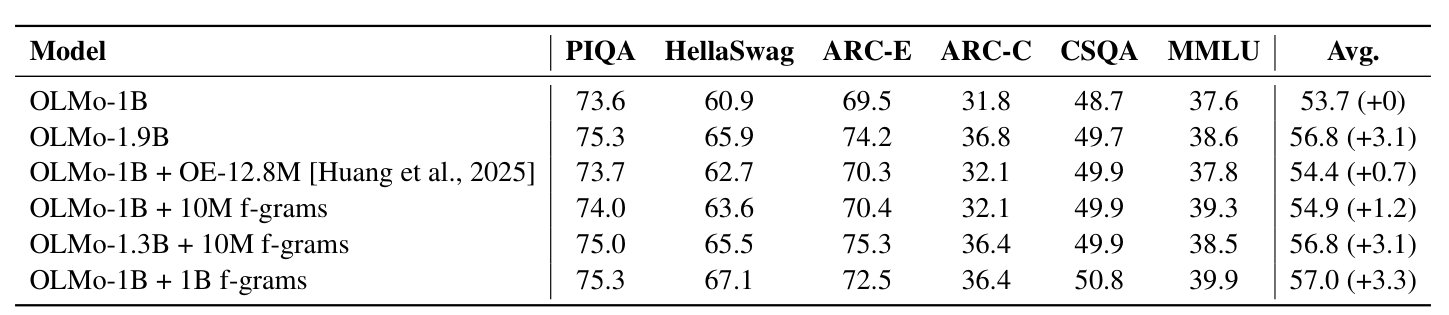 Model PIQA HellaSwag ARC-E ARC-C CSQA MMLU Avg.
OLMo-1B 73.6 60.9 69.5 31.8 48.7 37.6 53.7 (+0)
OLMo-1.9B 75.3 65.9 74.2 36.8 49.7 38.6 56.8 (+3.1)
OLMo-1B + OE-12.8M [Huang et al., 2025] 73.7 62.7 70.3 32.1 49.9 37.8 54.4 (+0.7)
OLMo-1B + 10M f-grams 74.0 63.6 70.4 32.1 49.9 39.3 54.9 (+1.2)
OLMo-1.3B + 10M f-grams 75.0 65.5 75.3 36.4 49.9 38.5 56.8 (+3.1)
OLMo-1B + 1B f-grams 75.3 67.1 72.5 36.4 50.8 39.9 57.0 (+3.3)